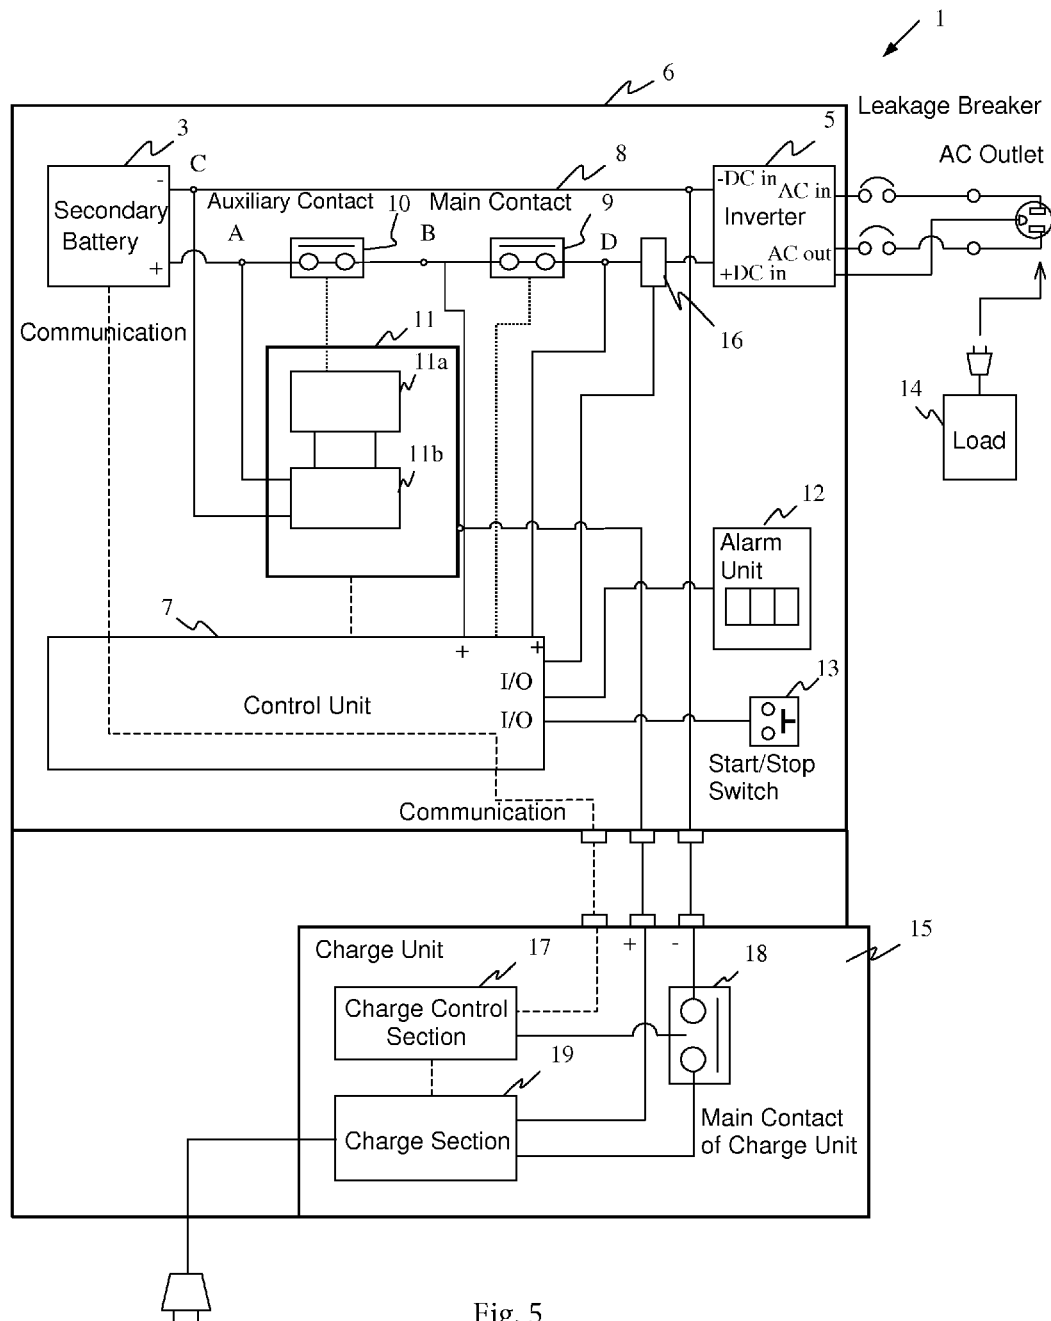 1
6
Leakage Breaker
3
C
8
5
AC Outlet
-
Secondary
Battery
+
-DC in
AC in
Inverter
AC out
+DC in
Auxiliary Contact
10
Main Contact
9
A
B
D
Communication
11
16
11a
14
Load
11b
12
Alarm
Unit
7
+
+
I/O
13
Control Unit
I/O
Start/Stop
Switch
Communication
15
Charge Unit
17
+
-
18
Charge Control
Section
19
Main Contact
of Charge Unit
Charge Section
Fig. 5